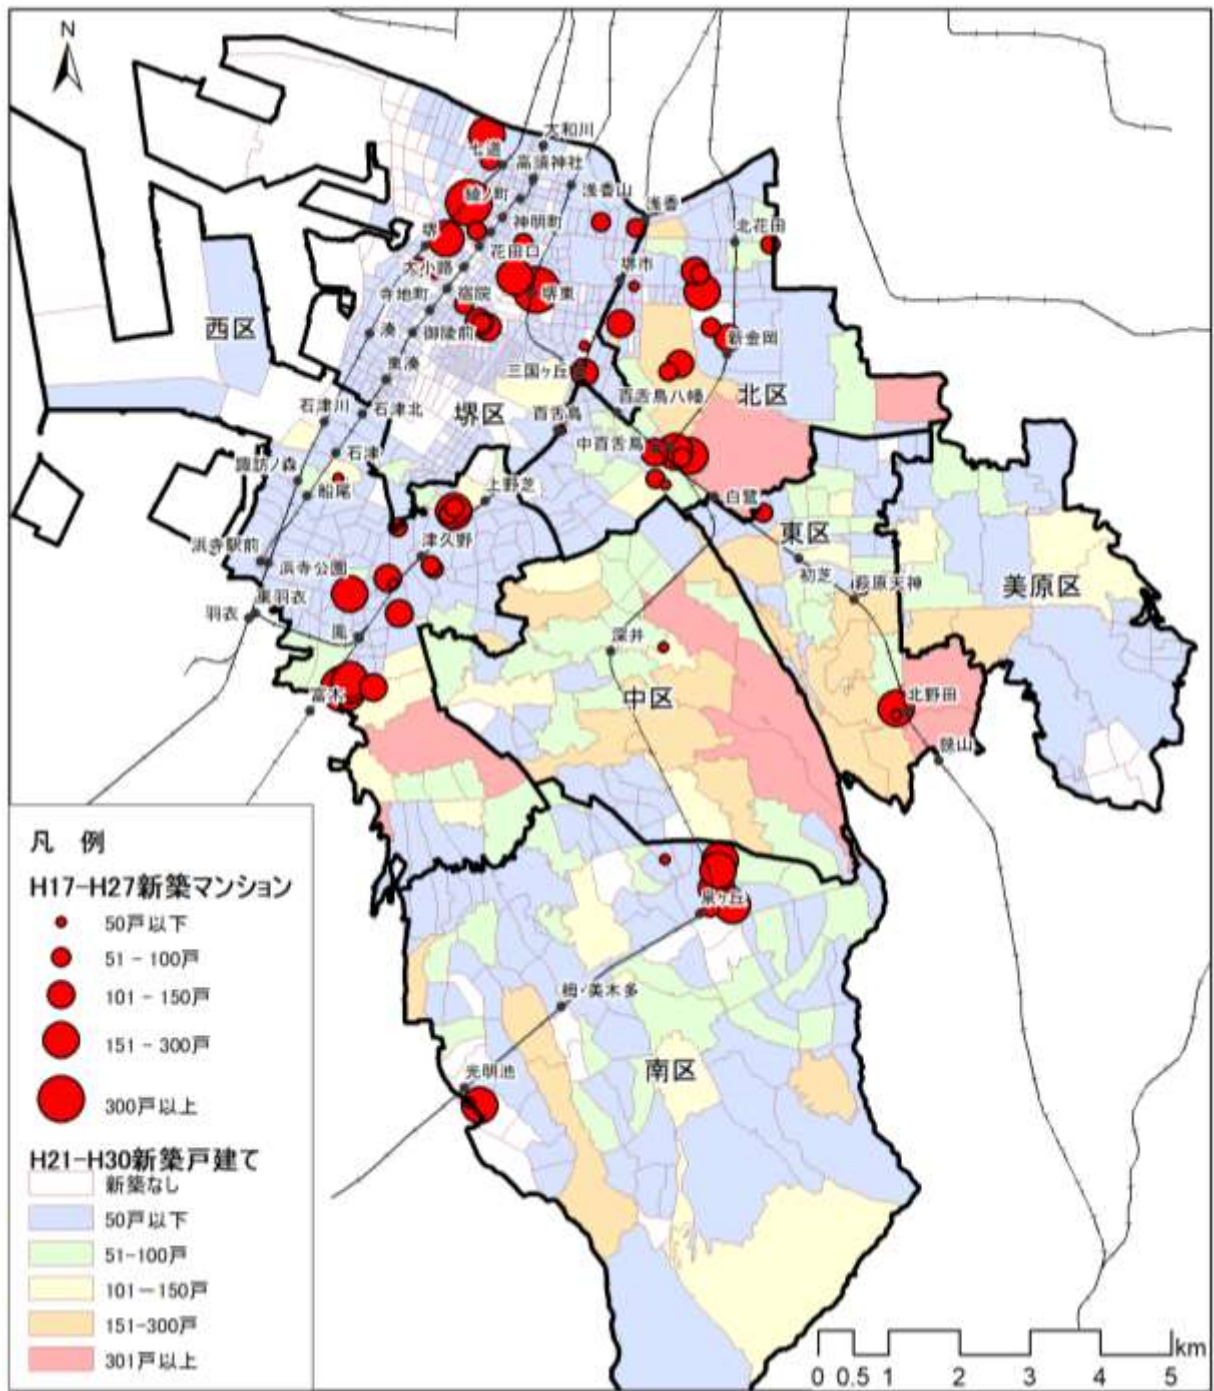 N
大和川
七道
高須神社
綾ノ町
浅香山
浅香
神明町
北花田
堺
花田口
大小路
堺市
寺地町
宿院
堺東
西区
湊
御陵前
新金岡
東湊
三国ヶ丘
百舌鳥八幡
北区
石津川
石津北
堺区
百舌鳥
中百舌鳥
石津
諏訪ノ森
船尾
上野芝
白鷺
津久野
東区
浜寺駅前
浜寺公園
初芝
萩原天神
美原区
東羽衣
羽衣
鳳
深井
中区
富木
北野田
狭山
泉ヶ丘
栂・美木多
光明池
南区
凡 例
H17-H27新築マンション
50戸以下
51 - 100戸
101 - 150戸
151 - 300戸
300戸以上
H21-H30新築戸建て
新築なし
50戸以下
51-100戸
101-150戸
151-300戸
301戸以上
km
0 0.5 1 2 3 4 5